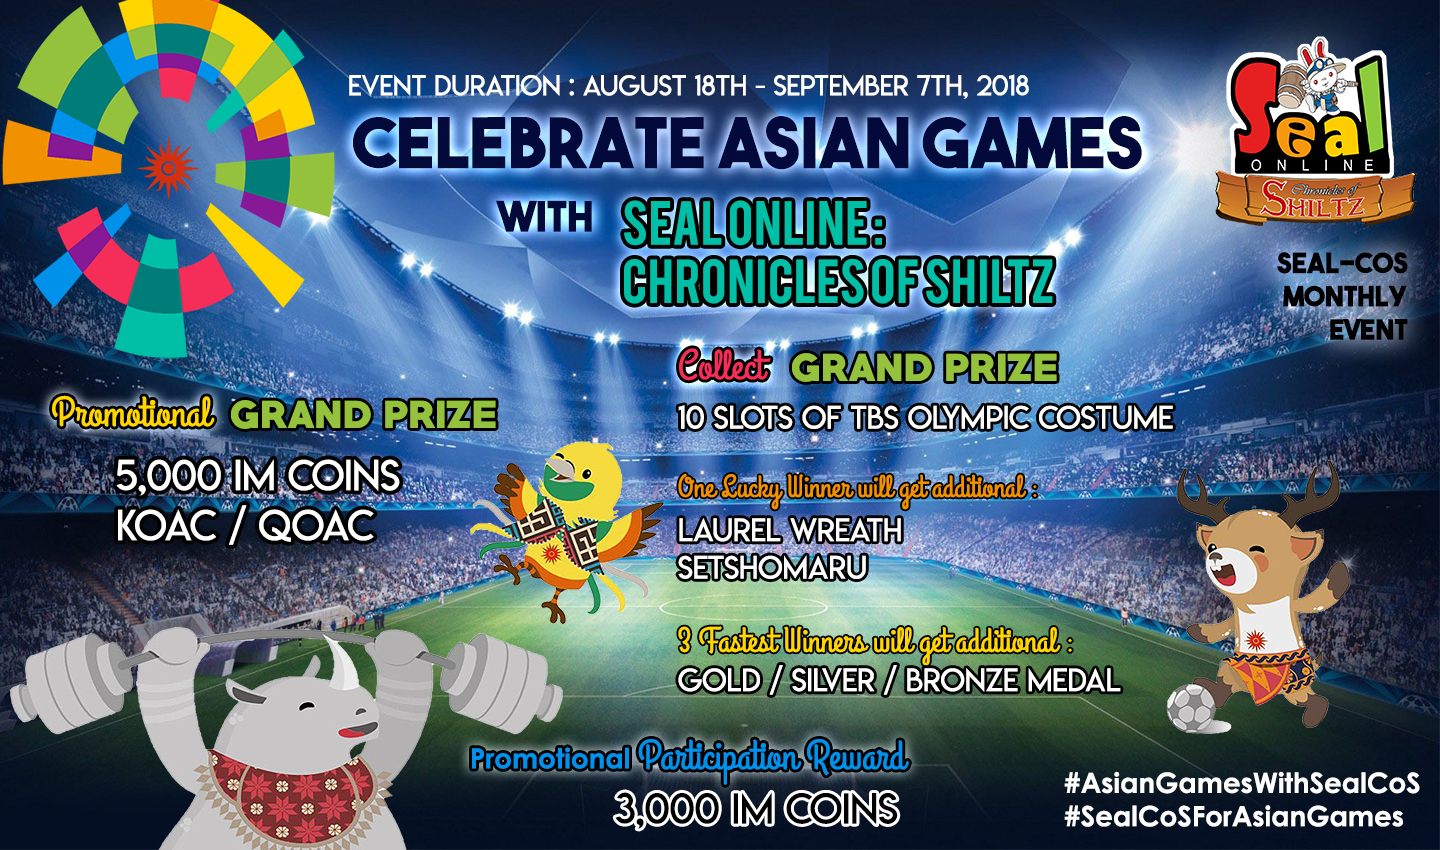 EVENT DURATION : AUGUST 18TH - SEPTEMBER 7TH, 2018
CELEBRATE ASIAN GAMES
WITH SEAL ONLINE :
CHRONICLES OF SHILTZ
Seal
ONLINE
Chronicles of
SHILTZ
SEAL-COS
MONTHLY
EVENT
Promotional GRAND PRIZE
5,000 IM COINS
KOAC / QOAC
Collect GRAND PRIZE
10 SLOTS OF TBS OLYMPIC COSTUME
One Lucky Winner will get additional :
LAUREL WREATH
SETSHOMARU
3 Fastest Winners will get additional :
GOLD / SILVER / BRONZE MEDAL
Promotional Participation Reward
3,000 IM COINS
#AsianGamesWithSealCoS
#SealCoSForAsianGames